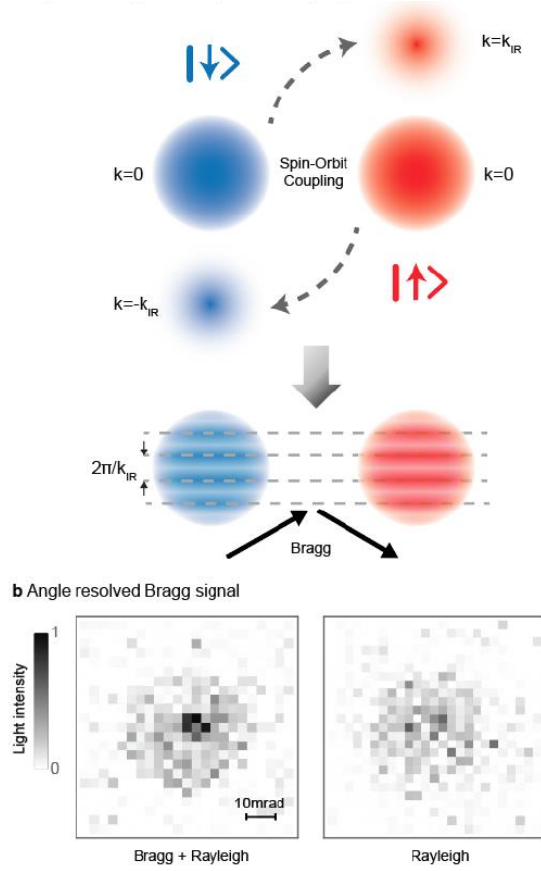 k=k_IR
|↓>
k=0
Spin-Orbit
Coupling
k=0
k=-k_IR
|↑>
2π/k_IR
Bragg
b Angle resolved Bragg signal
Light intensity
1
0
10mrad
Bragg + Rayleigh
Rayleigh